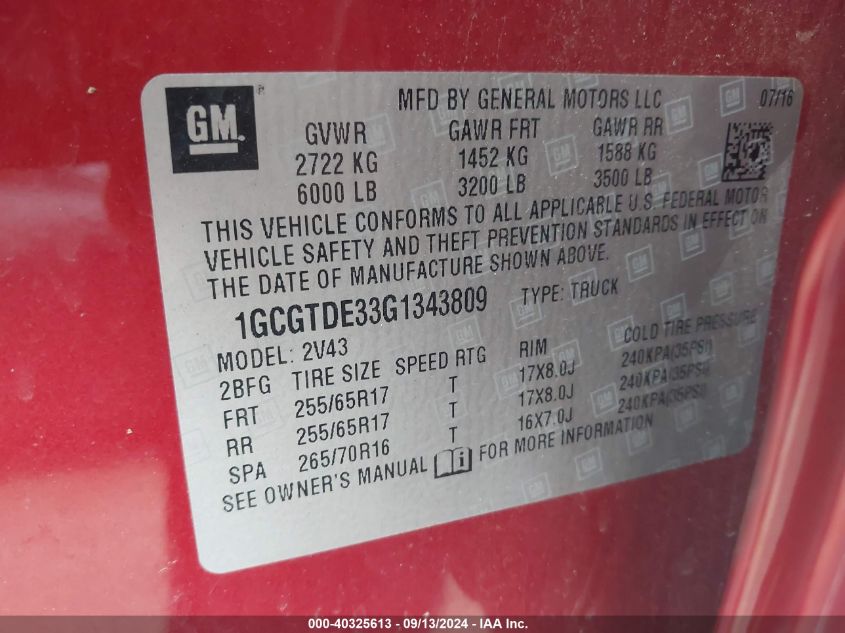 GM
MFD BY GENERAL MOTORS LLC 07/16
GVWR GAWR FRT GAWR RR
2722 KG 1452 KG 1588 KG
6000 LB 3200 LB 3500 LB
THIS VEHICLE CONFORMS TO ALL APPLICABLE U.S. FEDERAL MOTOR
VEHICLE SAFETY AND THEFT PREVENTION STANDARDS IN EFFECT ON
THE DATE OF MANUFACTURE SHOWN ABOVE.
1GCGTDE33G1343809 TYPE: TRUCK
MODEL: 2V43
2BFG TIRE SIZE SPEED RTG RIM COLD TIRE PRESSURE
FRT 255/65R17 T 17X8.0J 240KPA(35PSI)
RR 255/65R17 T 17X8.0J 240KPA(35PSI)
SPA 265/70R16 T 16X7.0J 240KPA(35PSI)
SEE OWNER'S MANUAL FOR MORE INFORMATION
000-40325613 - 09/13/2024 - IAAI INC.